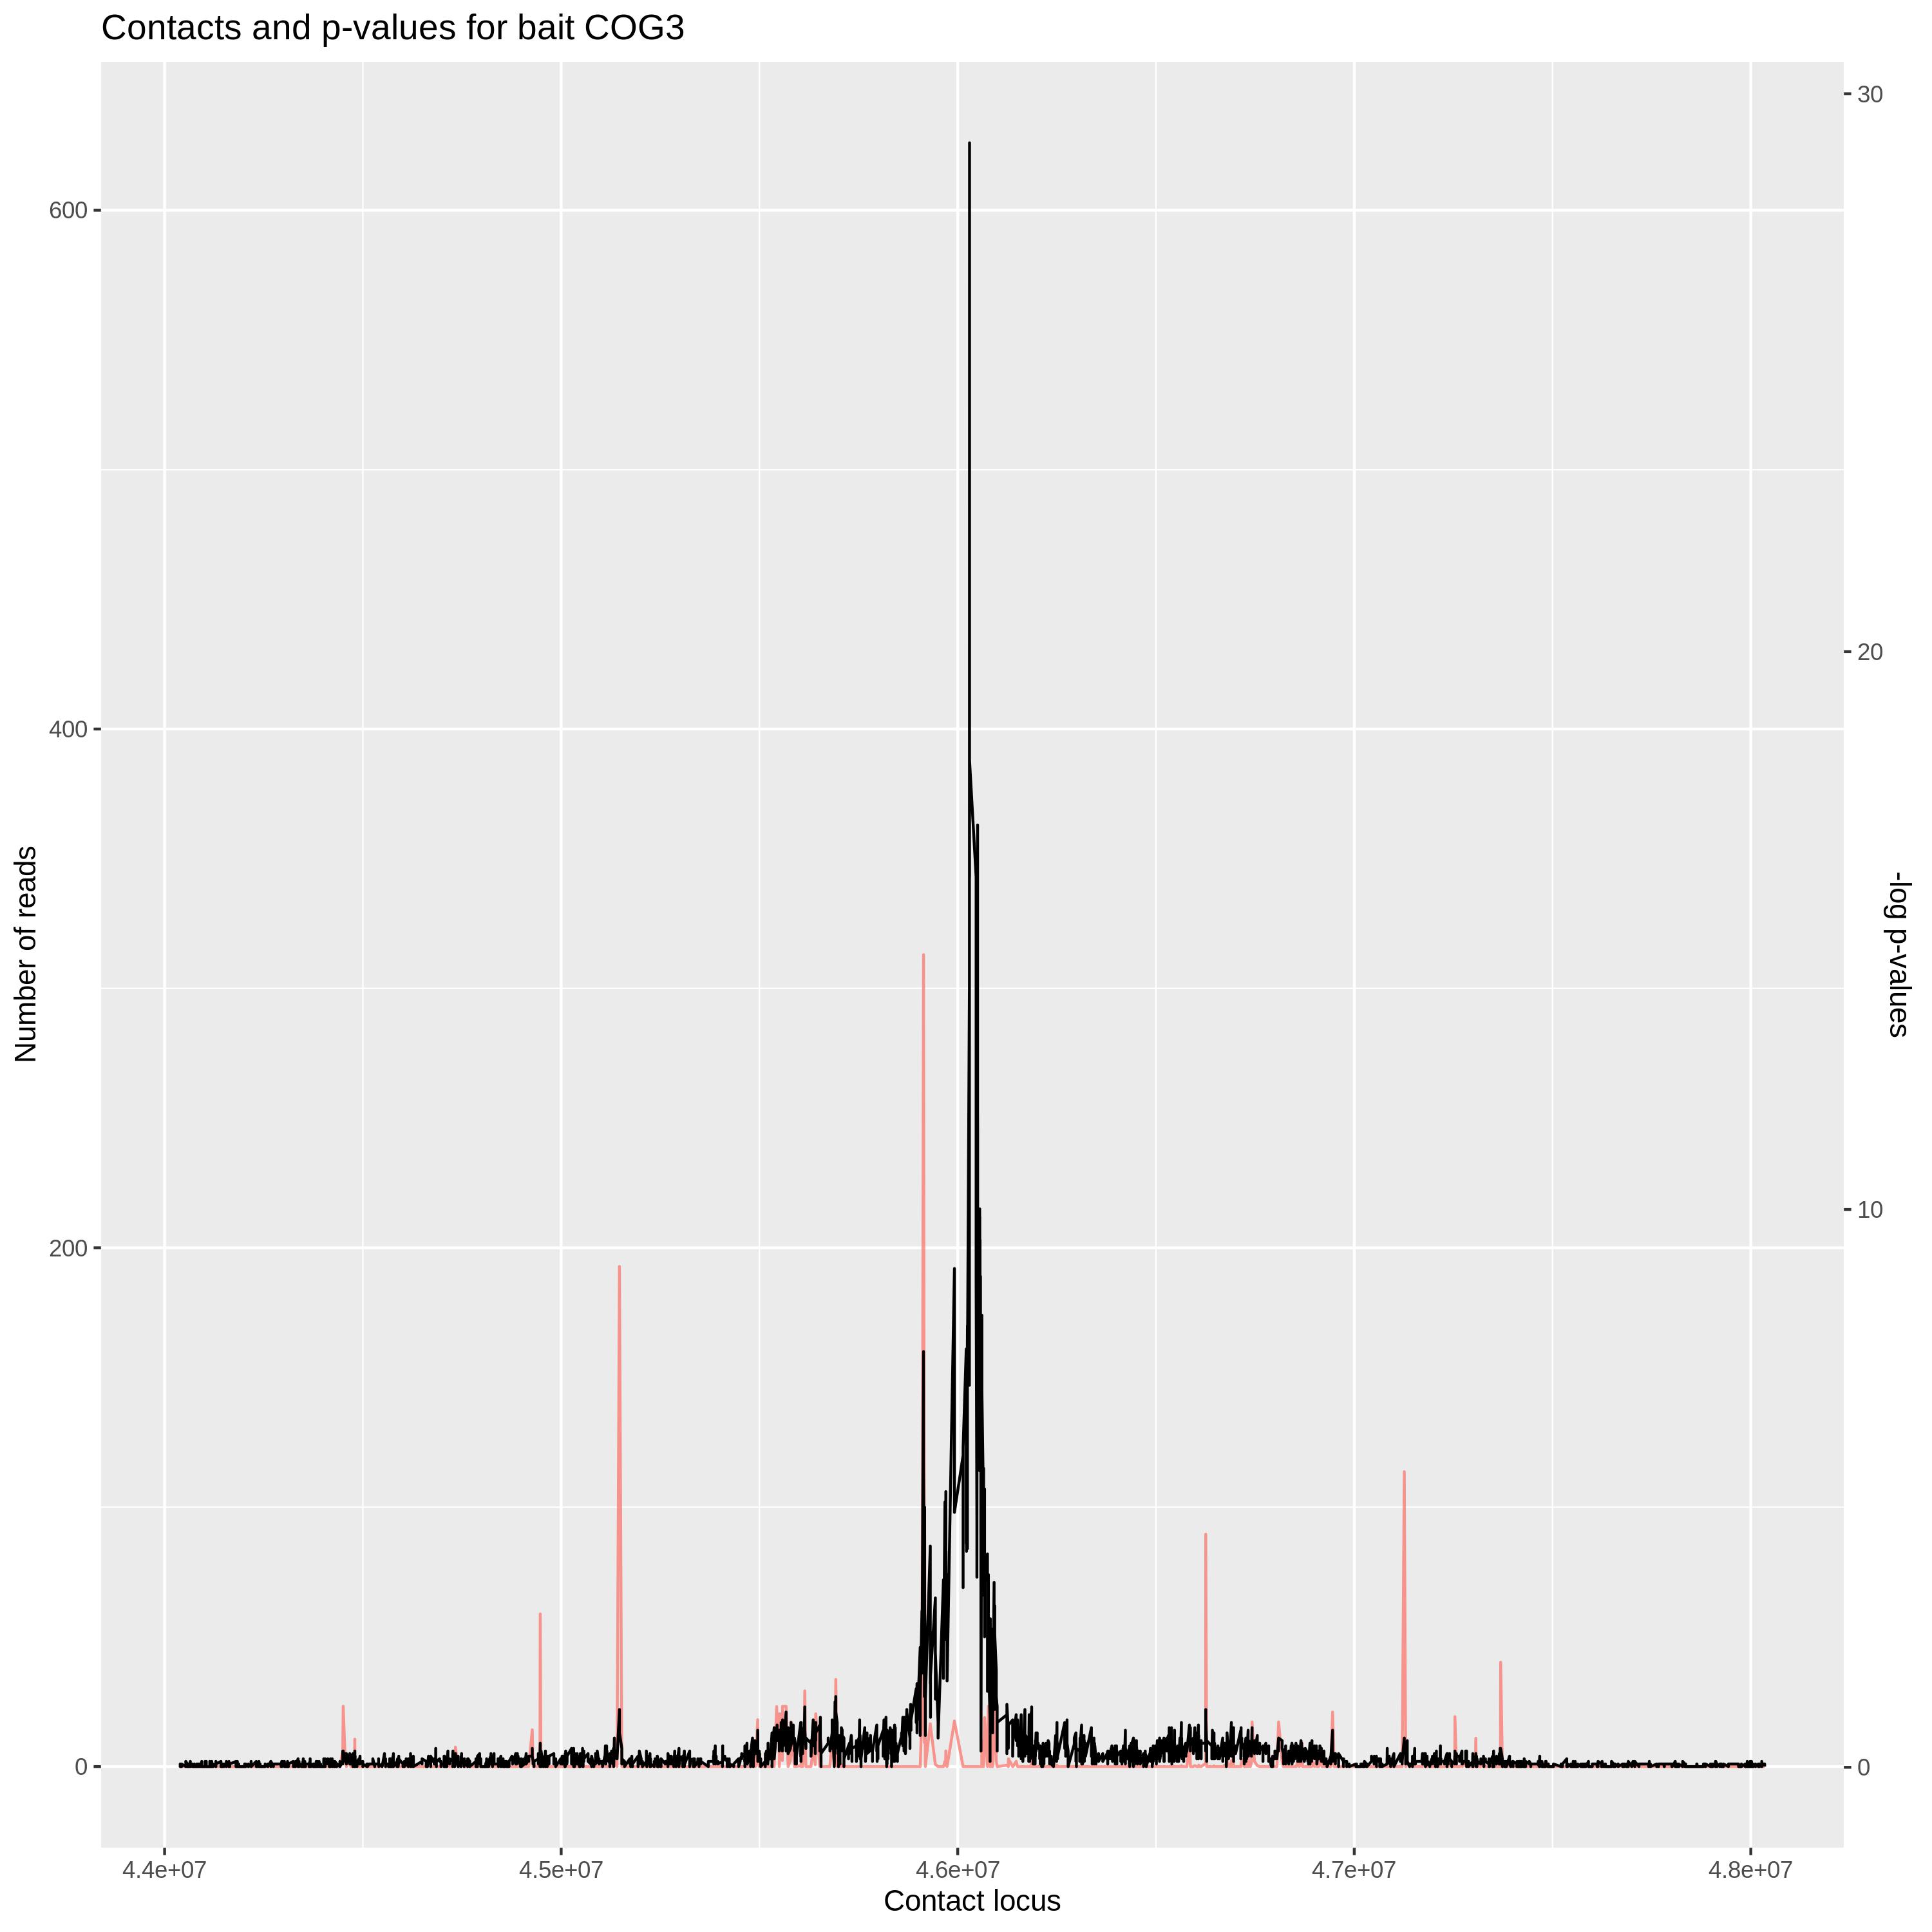 Contacts and p-values for bait COG3
30
600
20
400
Number of reads
-log p-values
10
200
0
0
4.4e+07
4.5e+07
4.6e+07
4.7e+07
4.8e+07
Contact locus